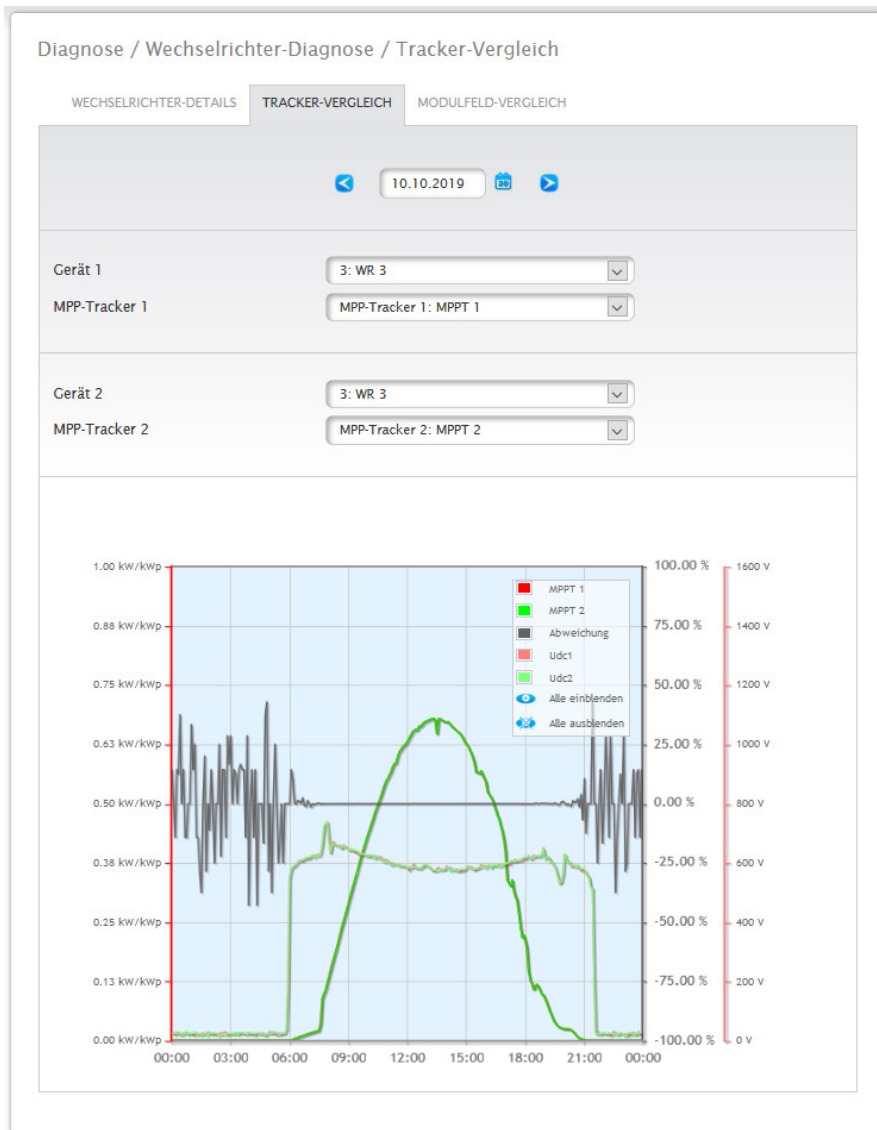 Diagnose / Wechselrichter-Diagnose / Tracker-Vergleich
WECHSELRICHTER-DETAILS TRACKER-VERGLEICH MODULFELD-VERGLEICH
10.10.2019 30
Gerät 1 3: WR 3
MPP-Tracker 1 MPP-Tracker 1: MPPT 1
Gerät 2 3: WR 3
MPP-Tracker 2 MPP-Tracker 2: MPPT 2
1.00 kW/kWp 100.00 % 1600 V
MPPT 1
MPPT 2
0.88 kW/kWp Abweichung 75.00 % 1400 V
Udc1
Udc2
0.75 kW/kWp 50.00 % 1200 V
Alle einblenden
Alle ausblenden
0.63 kW/kWp 25.00 % 1000 V
0.50 kW/kWp 0.00 % 800 V
0.38 kW/kWp -25.00 % 600 V
0.25 kW/kWp -50.00 % 400 V
0.13 kW/kWp -75.00 % 200 V
0.00 kW/kWp -100.00 % 0 V
00:00 03:00 06:00 09:00 12:00 15:00 18:00 21:00 00:00